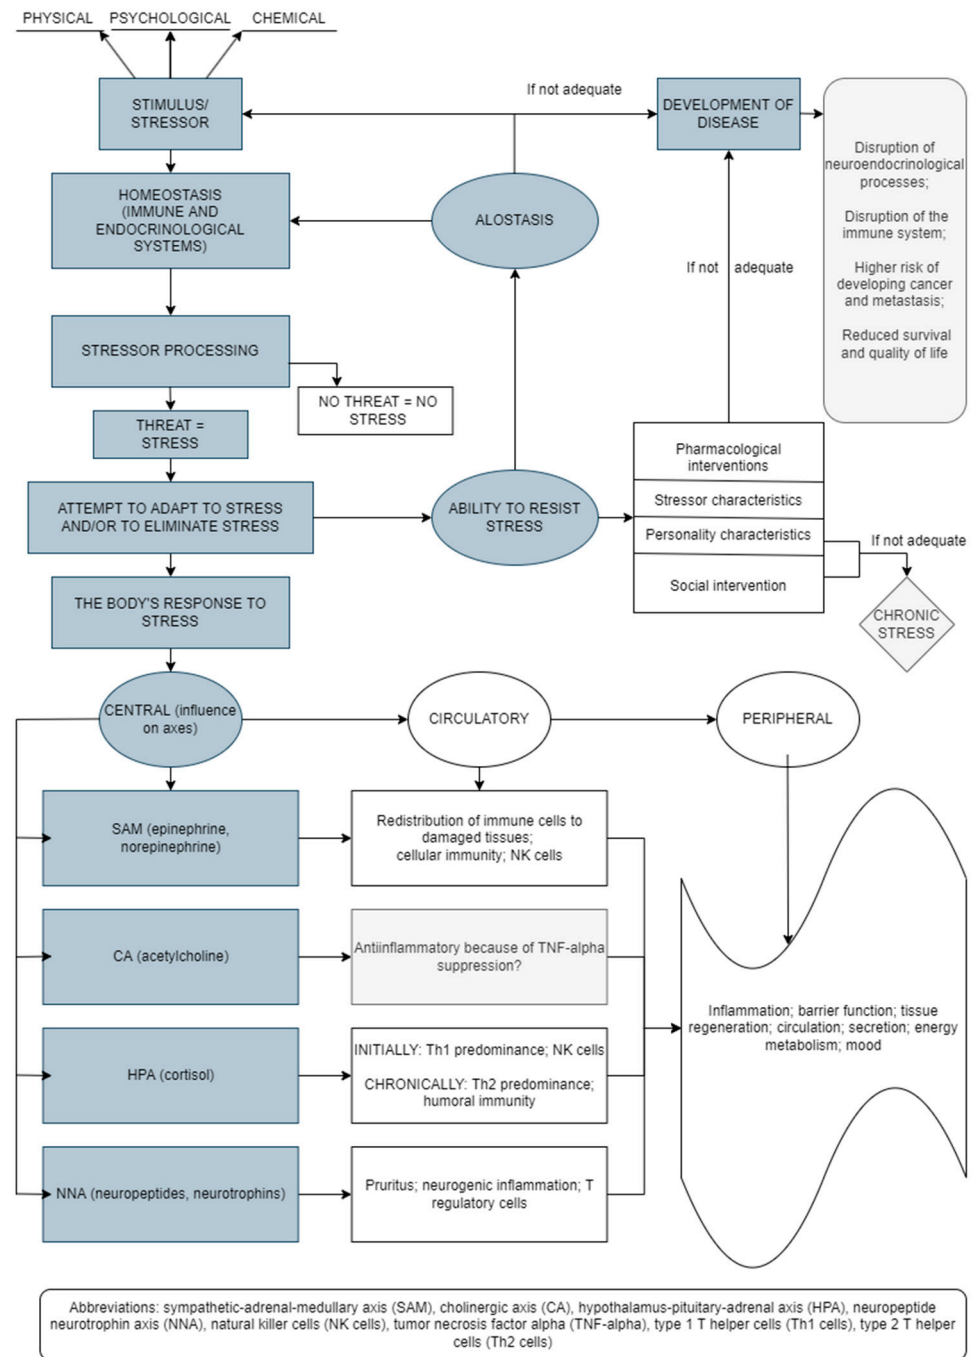 PHYSICAL
PSYCHOLOGICAL
CHEMICAL
STIMULUS/
STRESSOR
If not adequate
DEVELOPMENT OF
DISEASE
Disruption of
neuroendocrinological
processes;
Disruption of the
immune system;
Higher risk of
developing cancer
and metastasis;
Reduced survival
and quality of life
HOMEOSTASIS
(IMMUNE AND
ENDOCRINOLOGICAL
SYSTEMS)
ALOSTASIS
If not
adequate
STRESSOR PROCESSING
NO THREAT = NO
STRESS
THREAT =
STRESS
ATTEMPT TO ADAPT TO STRESS
AND/OR TO ELIMINATE STRESS
ABILITY TO RESIST
STRESS
Pharmacological
interventions
Stressor characteristics
Personality characteristics
Social intervention
If not adequate
CHRONIC
STRESS
THE BODY'S RESPONSE TO
STRESS
CENTRAL (influence
on axes)
CIRCULATORY
PERIPHERAL
SAM (epinephrine,
norepinephrine)
Redistribution of immune cells to
damaged tissues;
cellular immunity; NK cells
CA (acetylcholine)
Antiinflammatory because of TNF-alpha
suppression?
HPA (cortisol)
INITIALLY: Th1 predominance; NK cells
CHRONICALLY: Th2 predominance;
humoral immunity
NNA (neuropeptides, neurotrophins)
Pruritus; neurogenic inflammation; T
regulatory cells
Inflammation; barrier function; tissue
regeneration; circulation; secretion; energy
metabolism; mood
Abbreviations: sympathetic-adrenal-medullary axis (SAM), cholinergic axis (CA), hypothalamus-pituitary-adrenal axis (HPA), neuropeptide
neurotrophin axis (NNA), natural killer cells (NK cells), tumor necrosis factor alpha (TNF-alpha), type 1 T helper cells (Th1 cells), type 2 T helper
cells (Th2 cells)